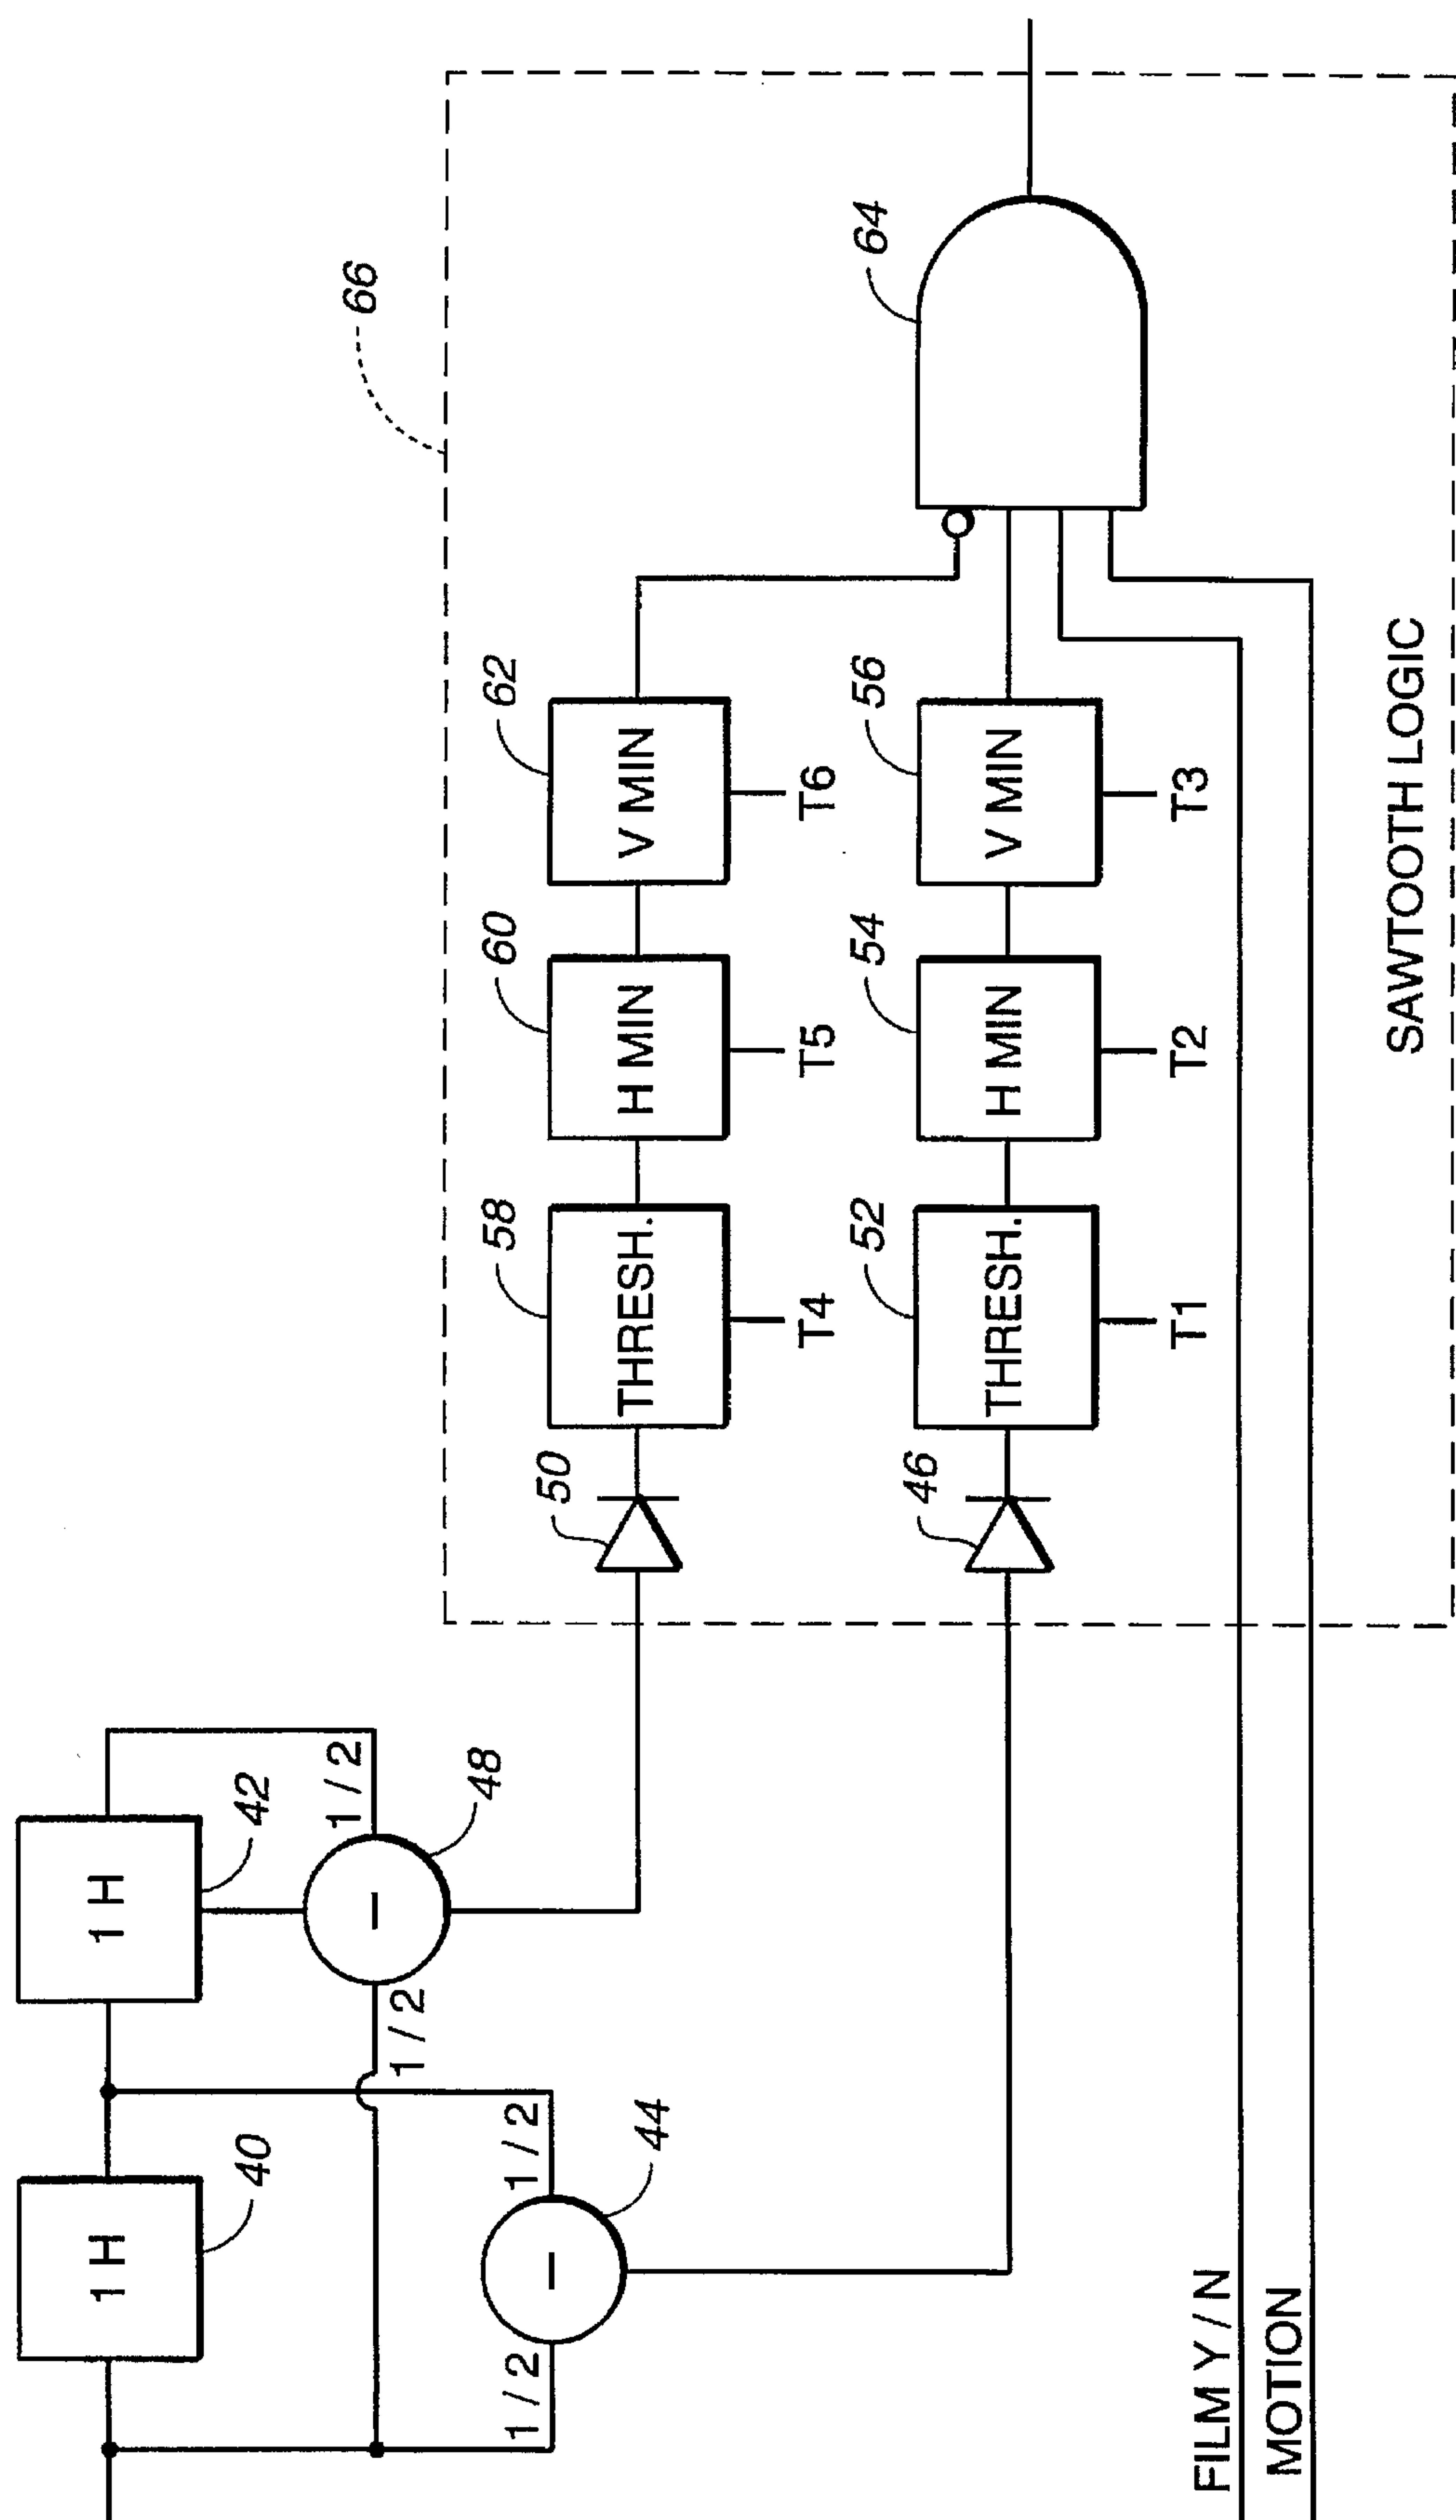 1 H
40
1 H
42
1 / 2
1 / 2
48
1 / 2
1 / 2
44
66
50
THRESH.
58
T4
H MIN
60
T5
V MIN
62
T6
46
THRESH.
52
T1
H MIN
54
T2
V MIN
56
T3
64
FILM Y / N
MOTION
SAWTOOTH LOGIC